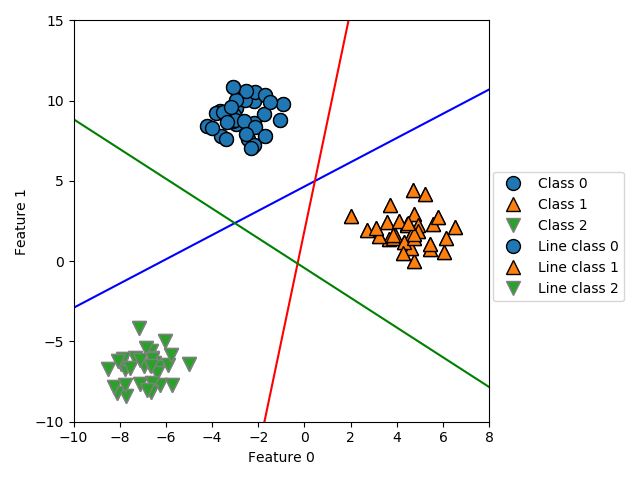 15
10
5
0
−5
−10
Feature 1
−10 −8 −6 −4 −2 0 2 4 6 8
Feature 0
Class 0
Class 1
Class 2
Line class 0
Line class 1
Line class 2